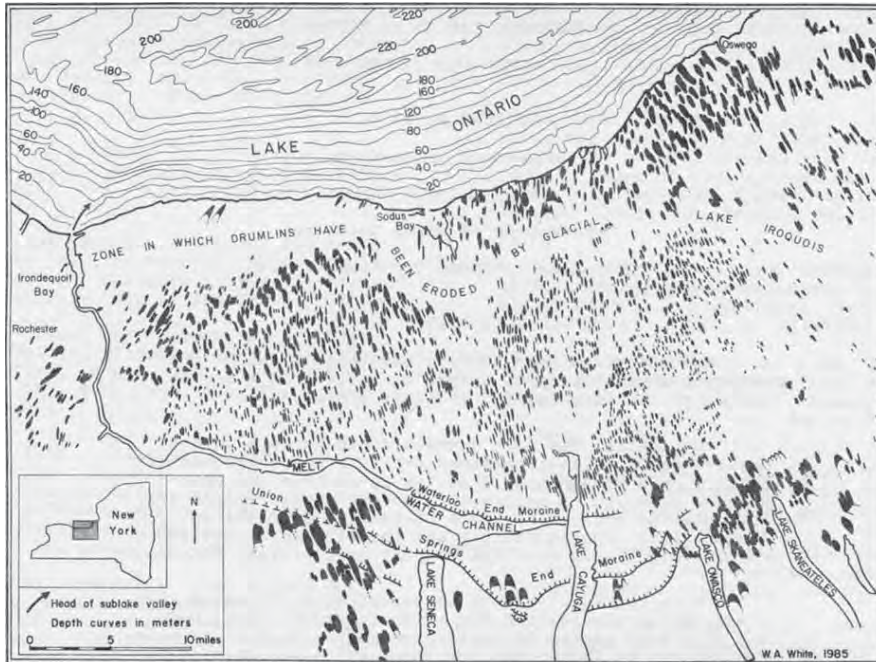 220
200
200
220
220
200
180
180
160
140
100
80
60
40
20
180
160
120
80
60
40
20
LAKE ONTARIO
Oswego
Sodus
Bay
ZONE IN WHICH DRUMLINS HAVE BEEN ERODED BY GLACIAL LAKE IROQUOIS
Irondequoit
Bay
Rochester
MELT WATER CHANNEL
Waterloo End Moraine
Union Springs End Moraine
LAKE SENECA
LAKE CAYUGA
LAKE OWASCO
LAKE SKANEATELES
New
York
N
Head of sublake valley
Depth curves in meters
0 5 10 miles
W.A. White, 1985